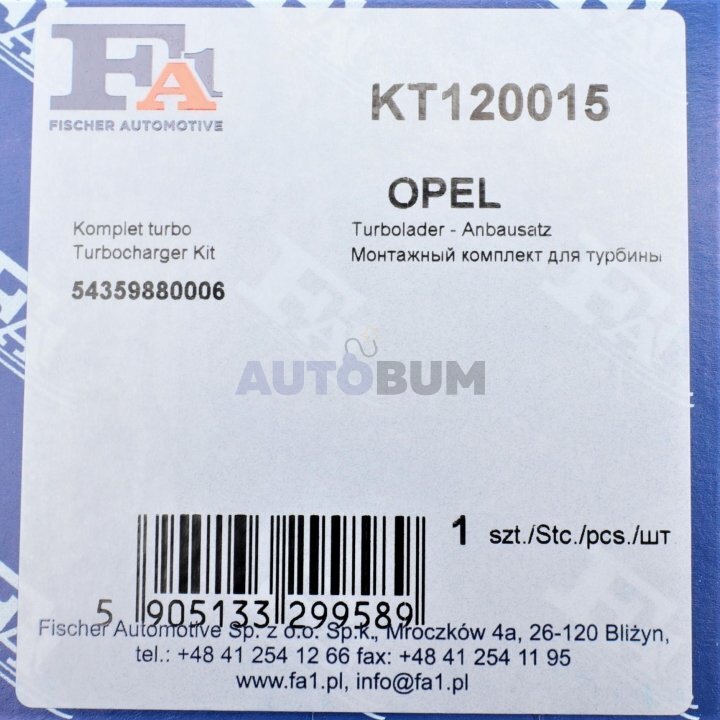 FA1
FISCHER AUTOMOTIVE
KT120015
OPEL
Komplet turbo
Turbocharger Kit
54359880006
Turbolader - Anbausatz
Монтажный комплект для турбины
AUTOBUM
1 szt./Stc./pcs./шт
5 905133 299589
Fischer Automotive Sp. z o.o. Sp.k., Mroczków 4a, 26-120 Bliżyn,
tel.: +48 41 254 12 66 fax: +48 41 254 11 95
www.fa1.pl, info@fa1.pl